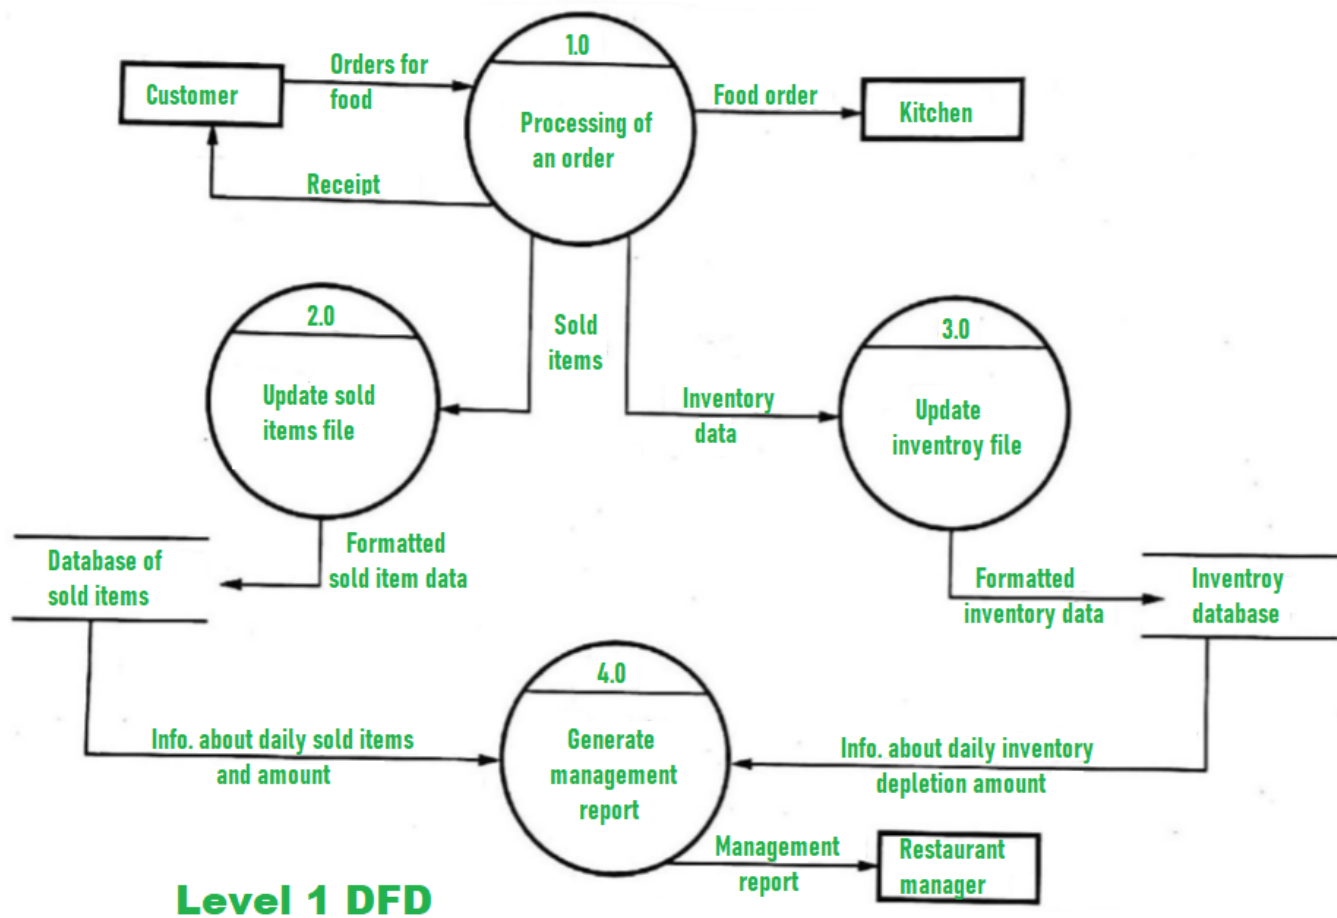 1.0
Orders for
food
Customer
Food order
Kitchen
Processing of
an order
Receipt
2.0
Sold
items
3.0
Update sold
items file
Inventory
data
Update
inventroy file
Database of
sold items
Formatted
sold item data
Formatted
inventory data
Inventroy
database
4.0
Info. about daily sold items
and amount
Generate
management
report
Info. about daily inventory
depletion amount
Management
report
Restaurant
manager
Level 1 DFD